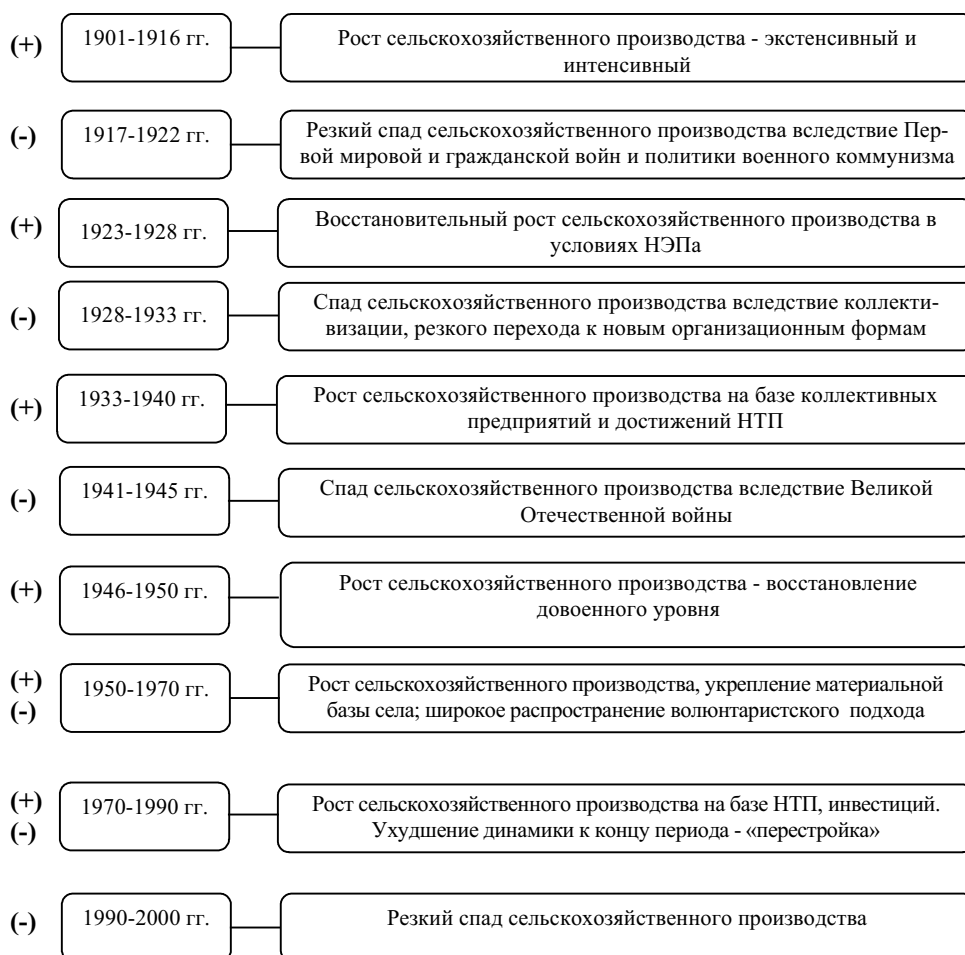 (+)
1901-1916 гг.
Рост сельскохозяйственного производства - экстенсивный и
интенсивный
(-)
1917-1922 гг.
Резкий спад сельскохозяйственного производства вследствие Пер-
вой мировой и гражданской войн и политики военного коммунизма
(+)
1923-1928 гг.
Восстановительный рост сельскохозяйственного производства в
условиях НЭПа
(-)
1928-1933 гг.
Спад сельскохозяйственного производства вследствие коллекти-
визации, резкого перехода к новым организационным формам
(+)
1933-1940 гг.
Рост сельскохозяйственного производства на базе коллективных
предприятий и достижений НТП
(-)
1941-1945 гг.
Спад сельскохозяйственного производства вследствие Великой
Отечественной войны
(+)
1946-1950 гг.
Рост сельскохозяйственного производства - восстановление
довоенного уровня
(+)
(-)
1950-1970 гг.
Рост сельскохозяйственного производства, укрепление материальной
базы села; широкое распространение волюнтаристского подхода
(+)
(-)
1970-1990 гг.
Рост сельскохозяйственного производства на базе НТП, инвестиций.
Ухудшение динамики к концу периода - «перестройка»
(-)
1990-2000 гг.
Резкий спад сельскохозяйственного производства